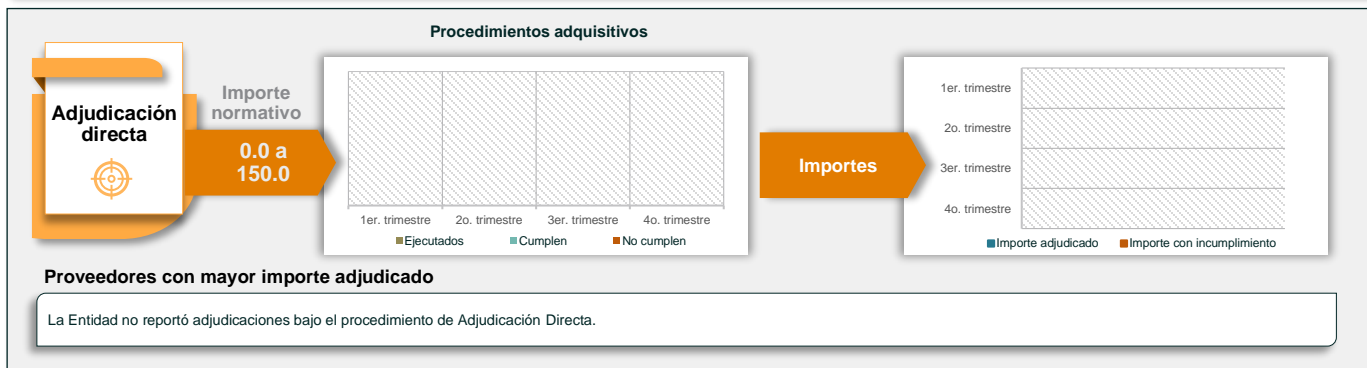 Procedimientos adquisitivos
Adjudicación
directa
Importe
normativo
0.0 a
150.0
1er. trimestre 2o. trimestre 3er. trimestre 4o. trimestre
Ejecutados Cumplen No cumplen
Importes
1er. trimestre
2o. trimestre
3er. trimestre
4o. trimestre
Importe adjudicado Importe con incumplimiento
Proveedores con mayor importe adjudicado
La Entidad no reportó adjudicaciones bajo el procedimiento de Adjudicación Directa.